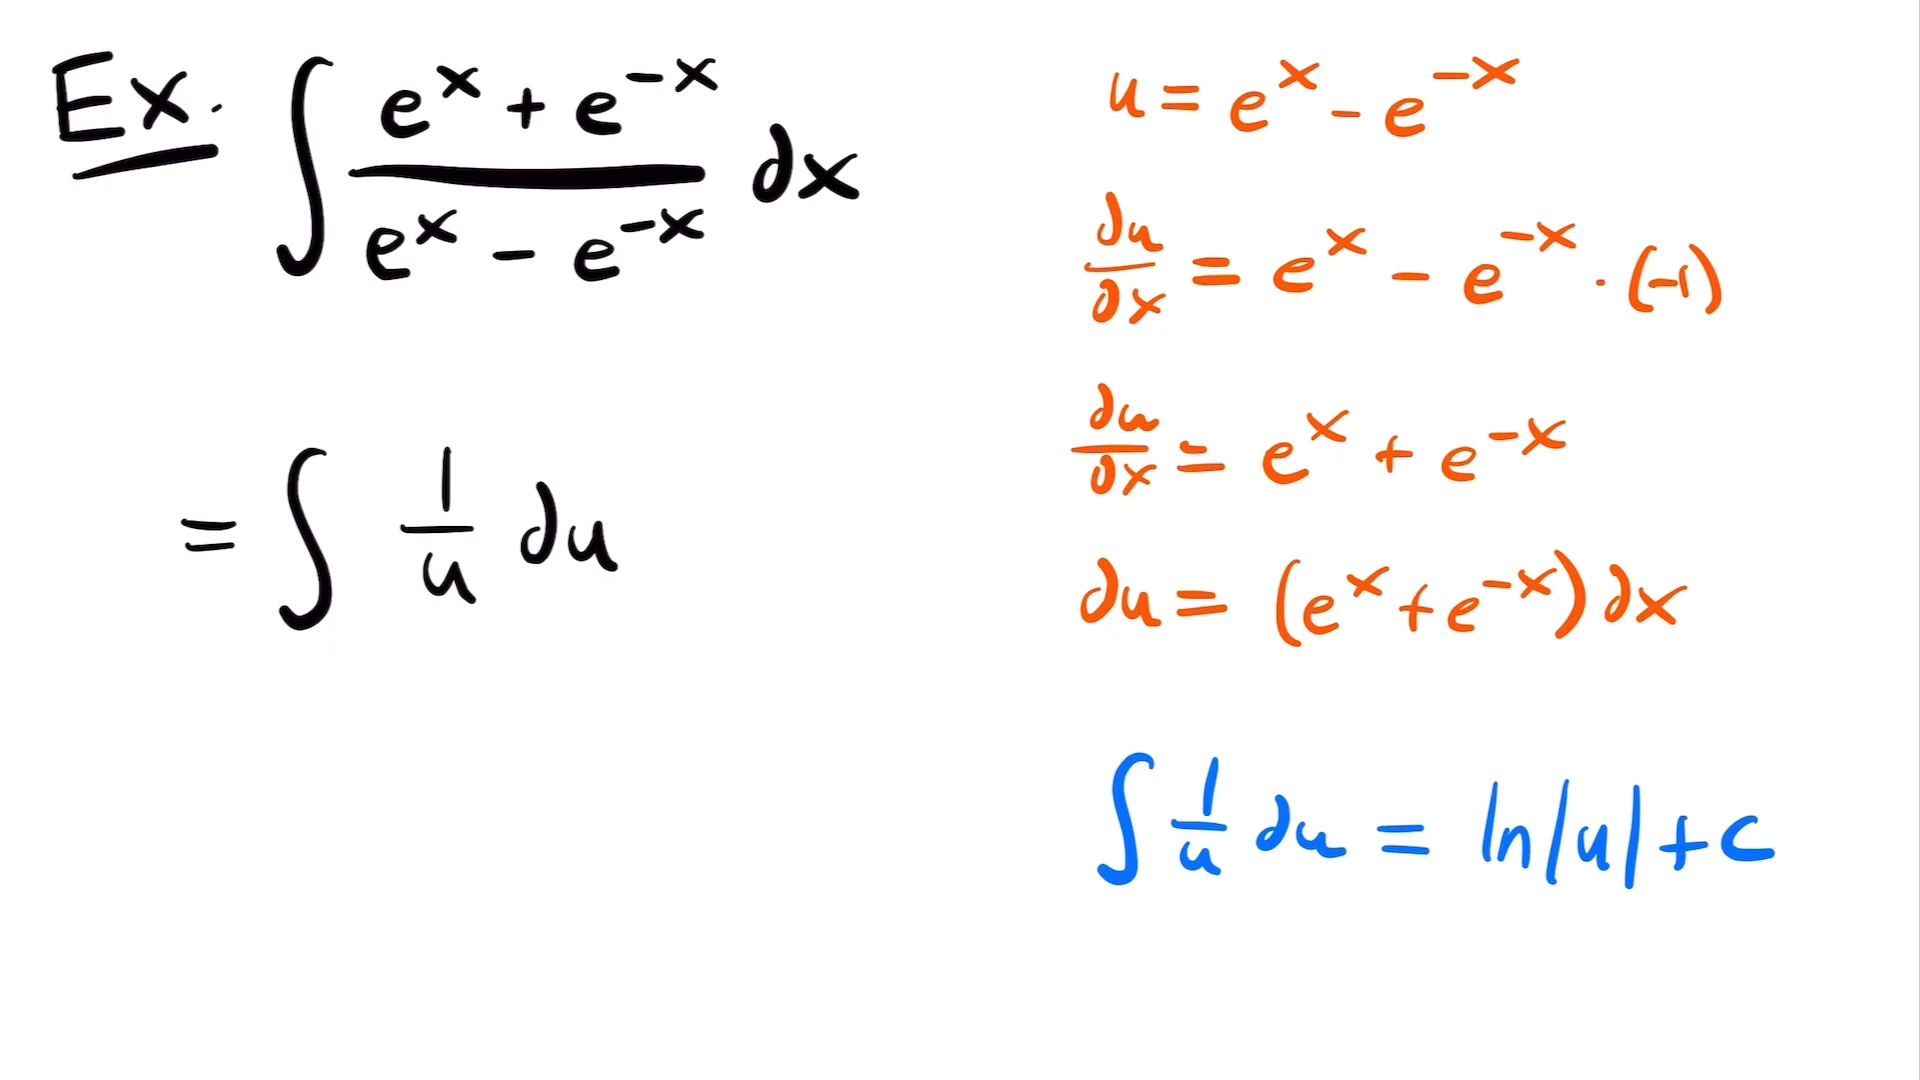 Ex. ∫ (e^x + e^{-x})/(e^x - e^{-x}) dx
= ∫ 1/u du
u = e^x - e^{-x}
du/dx = e^x - e^{-x} · (-1)
du/dx = e^x + e^{-x}
du = (e^x + e^{-x}) dx
∫ 1/u du = ln|u| + c